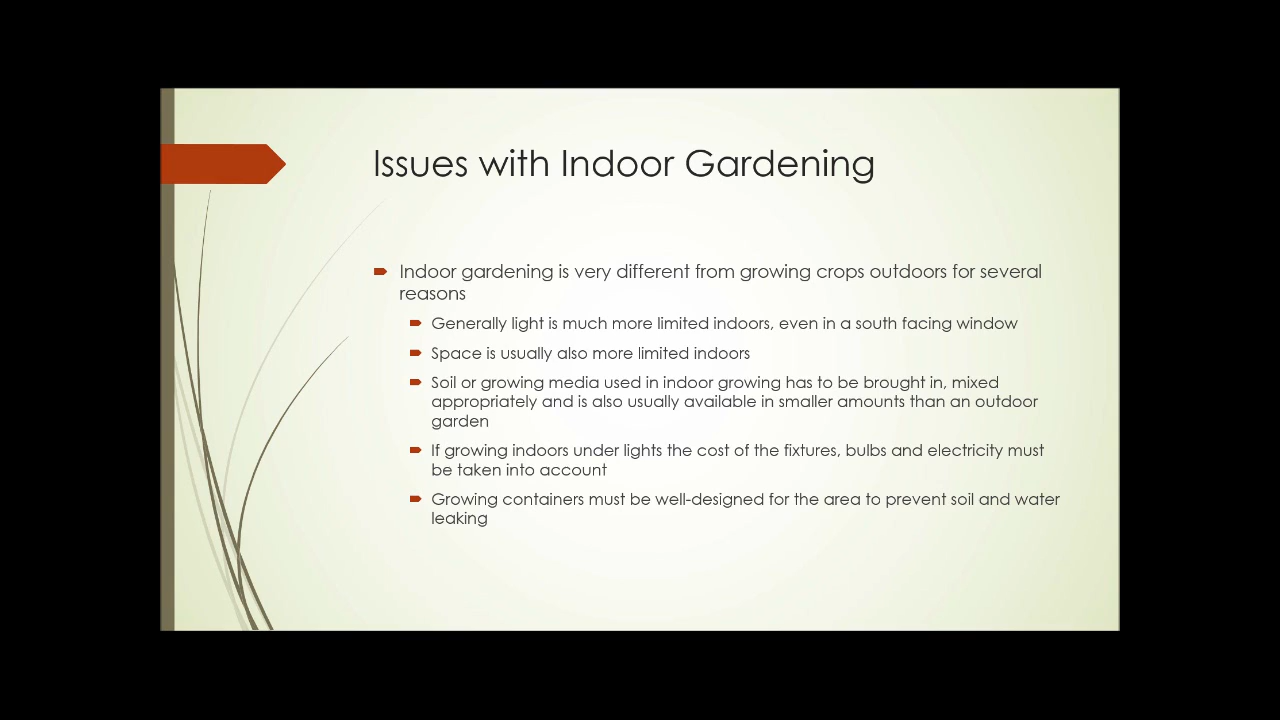 Issues with Indoor Gardening
Indoor gardening is very different from growing crops outdoors for several
reasons
Generally light is much more limited indoors, even in a south facing window
Space is usually also more limited indoors
Soil or growing media used in indoor growing has to be brought in, mixed
appropriately and is also usually available in smaller amounts than an outdoor
garden
If growing indoors under lights the cost of the fixtures, bulbs and electricity must
be taken into account
Growing containers must be well-designed for the area to prevent soil and water
leaking